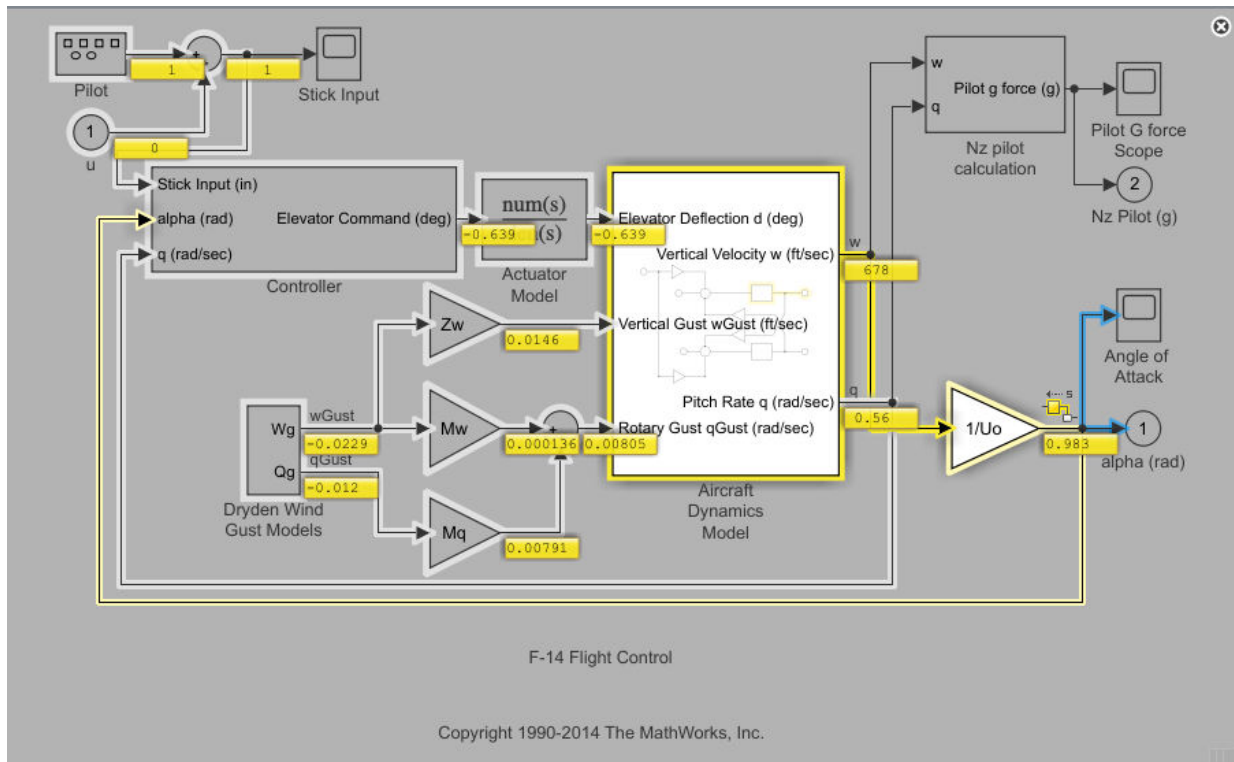 1
1
Pilot
Stick Input
1
u
0
Stick Input (in)
alpha (rad)
q (rad/sec)
Elevator Command (deg)
-0.639
Controller
num(s)
(s)
Actuator
Model
-0.639
Elevator Deflection d (deg)
Vertical Velocity w (ft/sec)
Vertical Gust wGust (ft/sec)
Pitch Rate q (rad/sec)
Rotary Gust qGust (rad/sec)
Aircraft
Dynamics
Model
w
678
q
0.56
w
q
Pilot g force (g)
Nz pilot
calculation
Pilot G force
Scope
2
Nz Pilot (g)
Zw
0.0146
Wg
Qg
wGust
-0.0229
qGust
-0.012
Dryden Wind
Gust Models
Mw
0.000136
+
0.00805
Mq
0.00791
1/Uo
s
0.983
Angle of
Attack
1
alpha (rad)
F-14 Flight Control
Copyright 1990-2014 The MathWorks, Inc.